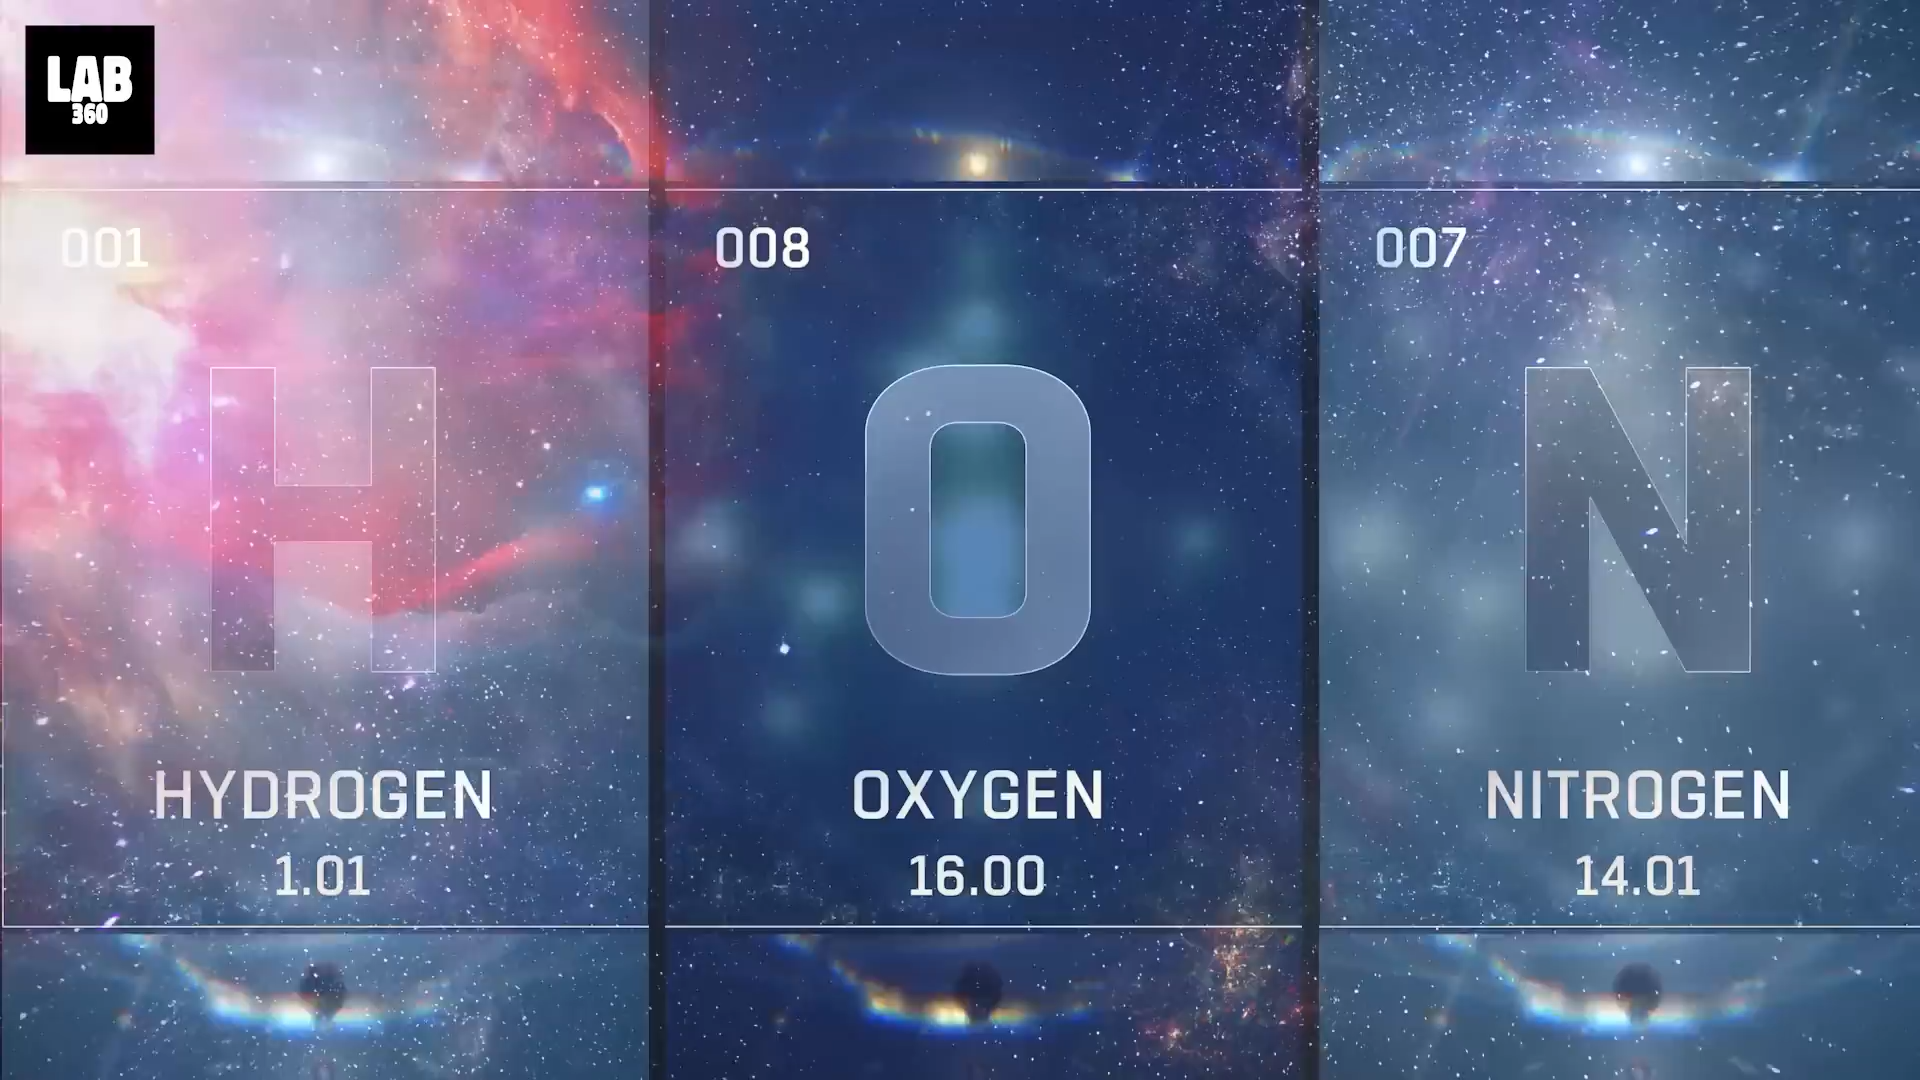 LAB
360
001
H
HYDROGEN
1.01
008
O
OXYGEN
16.00
007
N
NITROGEN
14.01